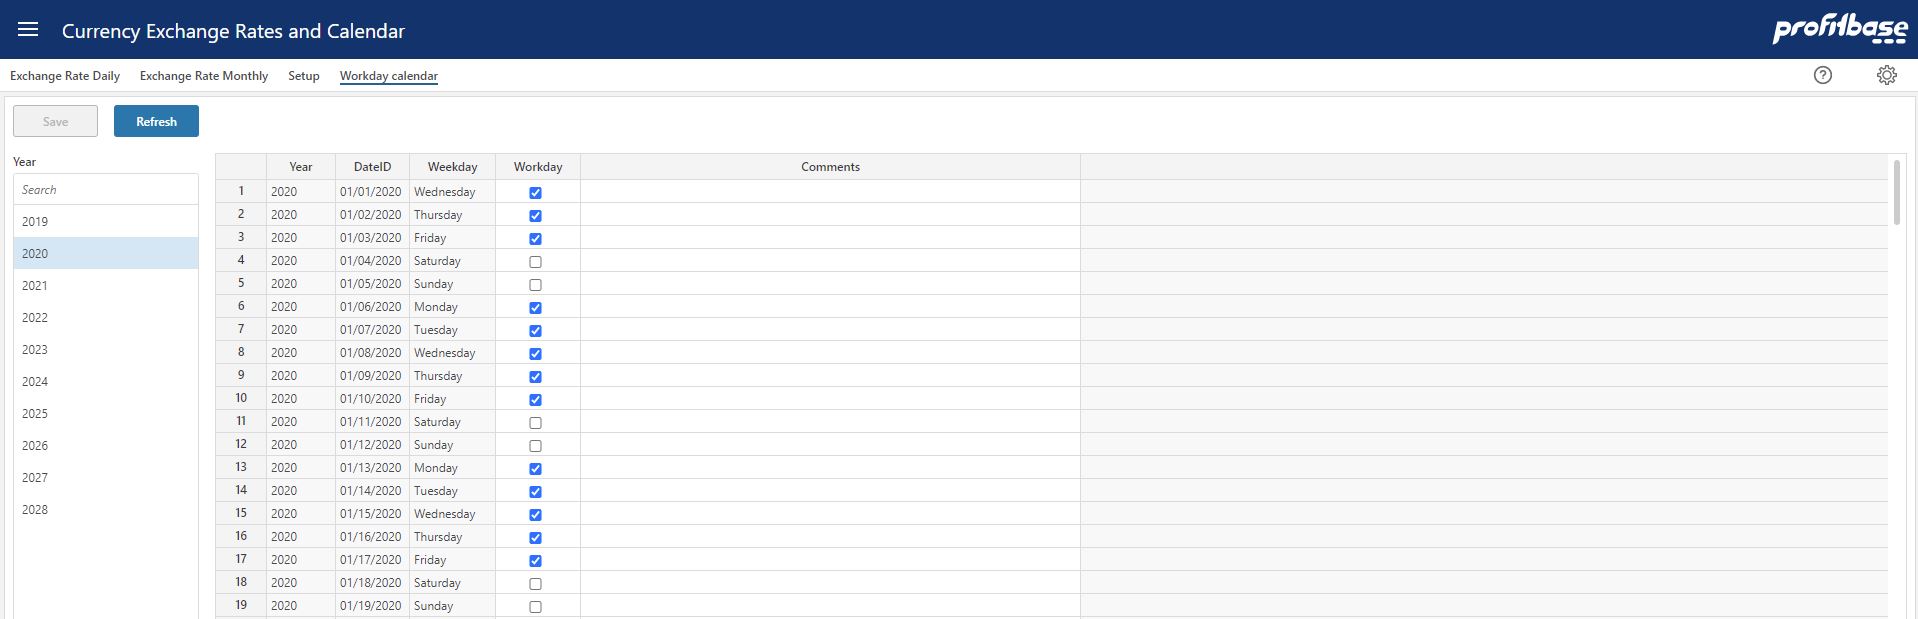 Currency Exchange Rates and Calendar
profitbase
Exchange Rate Daily Exchange Rate Monthly Setup Workday calendar
Save Refresh
Year
Search
2019
2020
2021
2022
2023
2024
2025
2026
2027
2028
Year DateID Weekday Workday Comments
1 2020 01/01/2020 Wednesday
2 2020 01/02/2020 Thursday
3 2020 01/03/2020 Friday
4 2020 01/04/2020 Saturday
5 2020 01/05/2020 Sunday
6 2020 01/06/2020 Monday
7 2020 01/07/2020 Tuesday
8 2020 01/08/2020 Wednesday
9 2020 01/09/2020 Thursday
10 2020 01/10/2020 Friday
11 2020 01/11/2020 Saturday
12 2020 01/12/2020 Sunday
13 2020 01/13/2020 Monday
14 2020 01/14/2020 Tuesday
15 2020 01/15/2020 Wednesday
16 2020 01/16/2020 Thursday
17 2020 01/17/2020 Friday
18 2020 01/18/2020 Saturday
19 2020 01/19/2020 Sunday